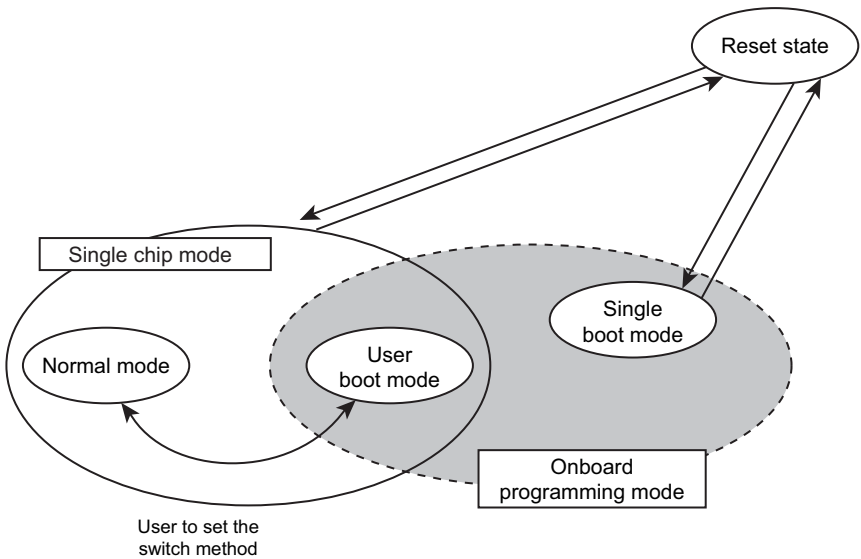 Reset state
Single chip mode
Single
boot mode
Normal mode
User
boot mode
Onboard
programming mode
User to set the
switch method